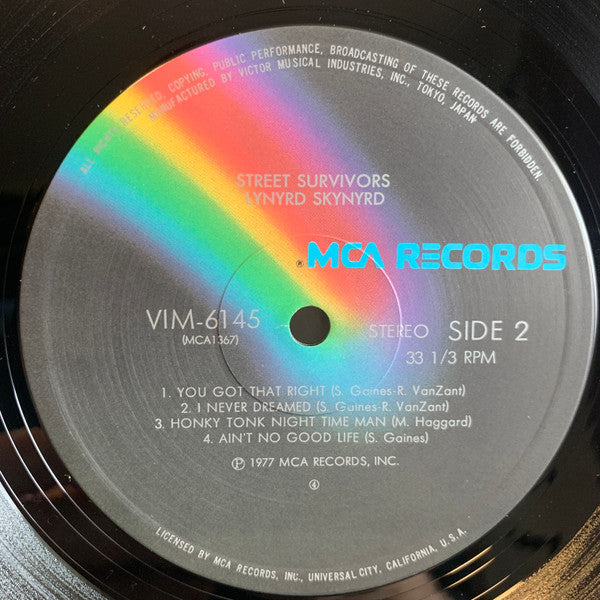 ALL RIGHTS RESERVED, COPYING, PUBLIC PERFORMANCE, BROADCASTING OF THESE RECORDS ARE FORBIDDEN.
MANUFACTURED BY VICTOR MUSICAL INDUSTRIES, INC., TOKYO, JAPAN
STREET SURVIVORS
LYNYRD SKYNYRD
® MCA RECORDS
VIM-6145
(MCA1367)
STEREO SIDE 2
33 1/3 RPM
1. YOU GOT THAT RIGHT (S. Gaines-R. VanZant)
2. I NEVER DREAMED (S. Gaines-R. VanZant)
3. HONKY TONK NIGHT TIME MAN (M. Haggard)
4. AIN'T NO GOOD LIFE (S. Gaines)
℗ 1977 MCA RECORDS, INC.
④
LICENSED BY MCA RECORDS, INC., UNIVERSAL CITY, CALIFORNIA, U.S.A.